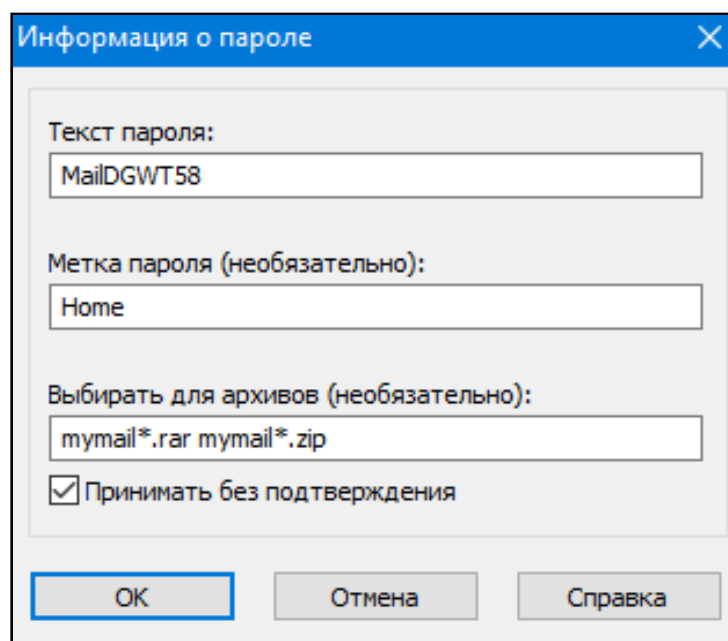 Информация о пароле
Текст пароля:
MailDGWT58
Метка пароля (необязательно):
Home
Выбирать для архивов (необязательно):
mymail*.rar mymail*.zip
Принимать без подтверждения
OK Отмена Справка